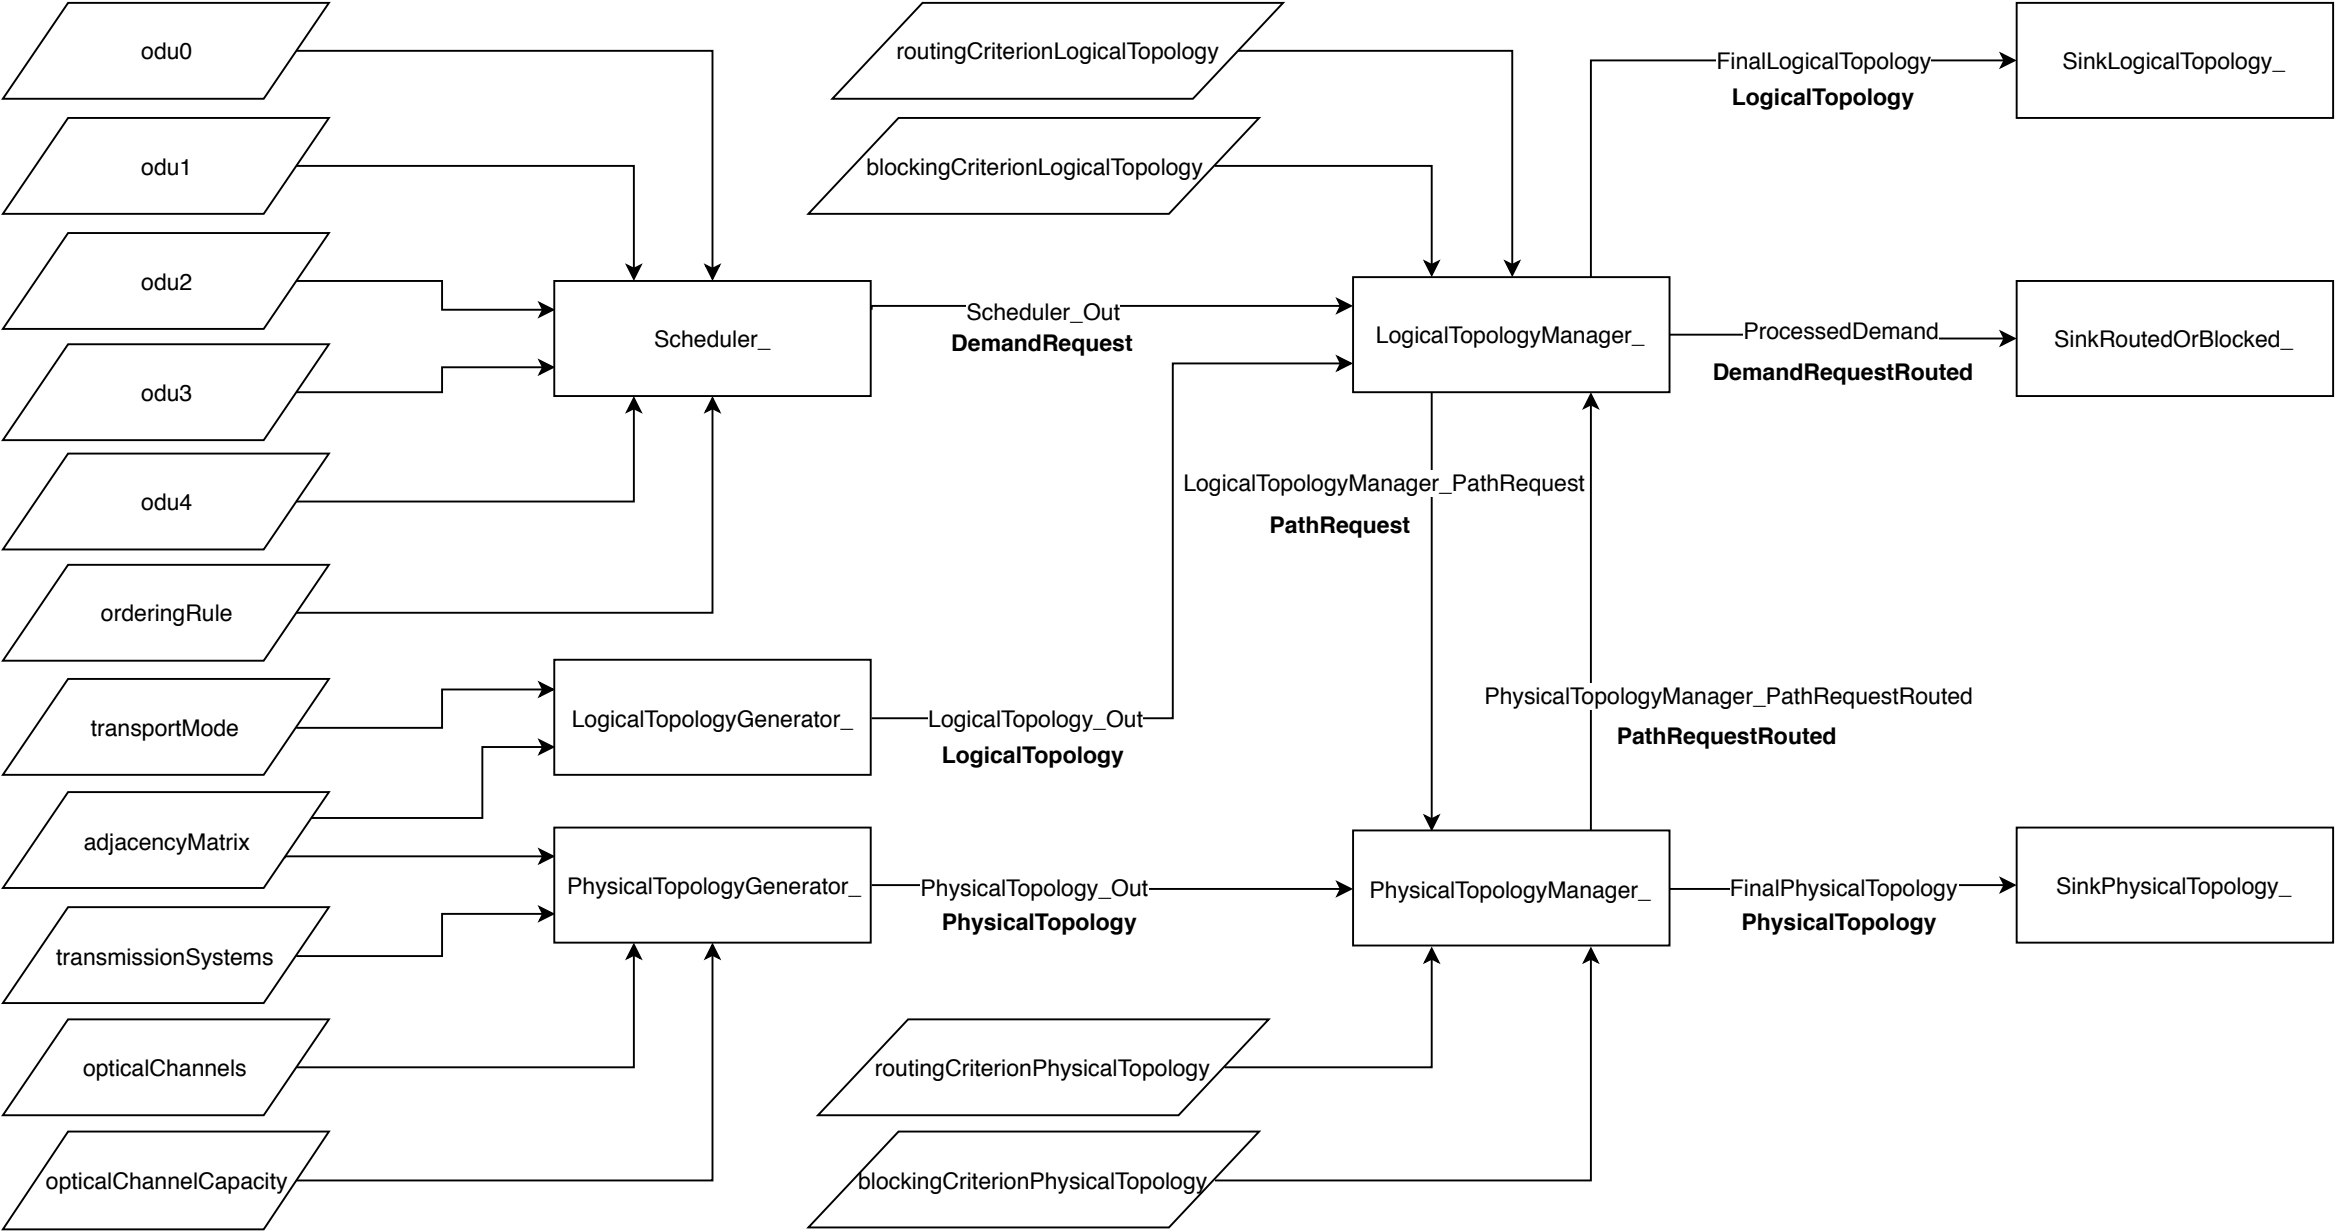 odu0
routingCriterionLogicalTopology
FinalLogicalTopology
LogicalTopology
SinkLogicalTopology_
odu1
blockingCriterionLogicalTopology
odu2
Scheduler_
Scheduler_Out
DemandRequest
LogicalTopologyManager_
ProcessedDemand
DemandRequestRouted
SinkRoutedOrBlocked_
odu3
odu4
LogicalTopologyManager_PathRequest
PathRequest
orderingRule
transportMode
LogicalTopologyGenerator_
LogicalTopology_Out
LogicalTopology
PhysicalTopologyManager_PathRequestRouted
PathRequestRouted
adjacencyMatrix
PhysicalTopologyGenerator_
PhysicalTopology_Out
PhysicalTopology
PhysicalTopologyManager_
FinalPhysicalTopology
PhysicalTopology
SinkPhysicalTopology_
transmissionSystems
opticalChannels
routingCriterionPhysicalTopology
opticalChannelCapacity
blockingCriterionPhysicalTopology